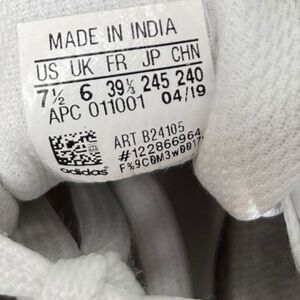 MADE IN INDIA
US UK FR JP CHN
7½ 6 39⅓ 245 240
APC 011001 04/19
ART B24105
#122866964
adidas